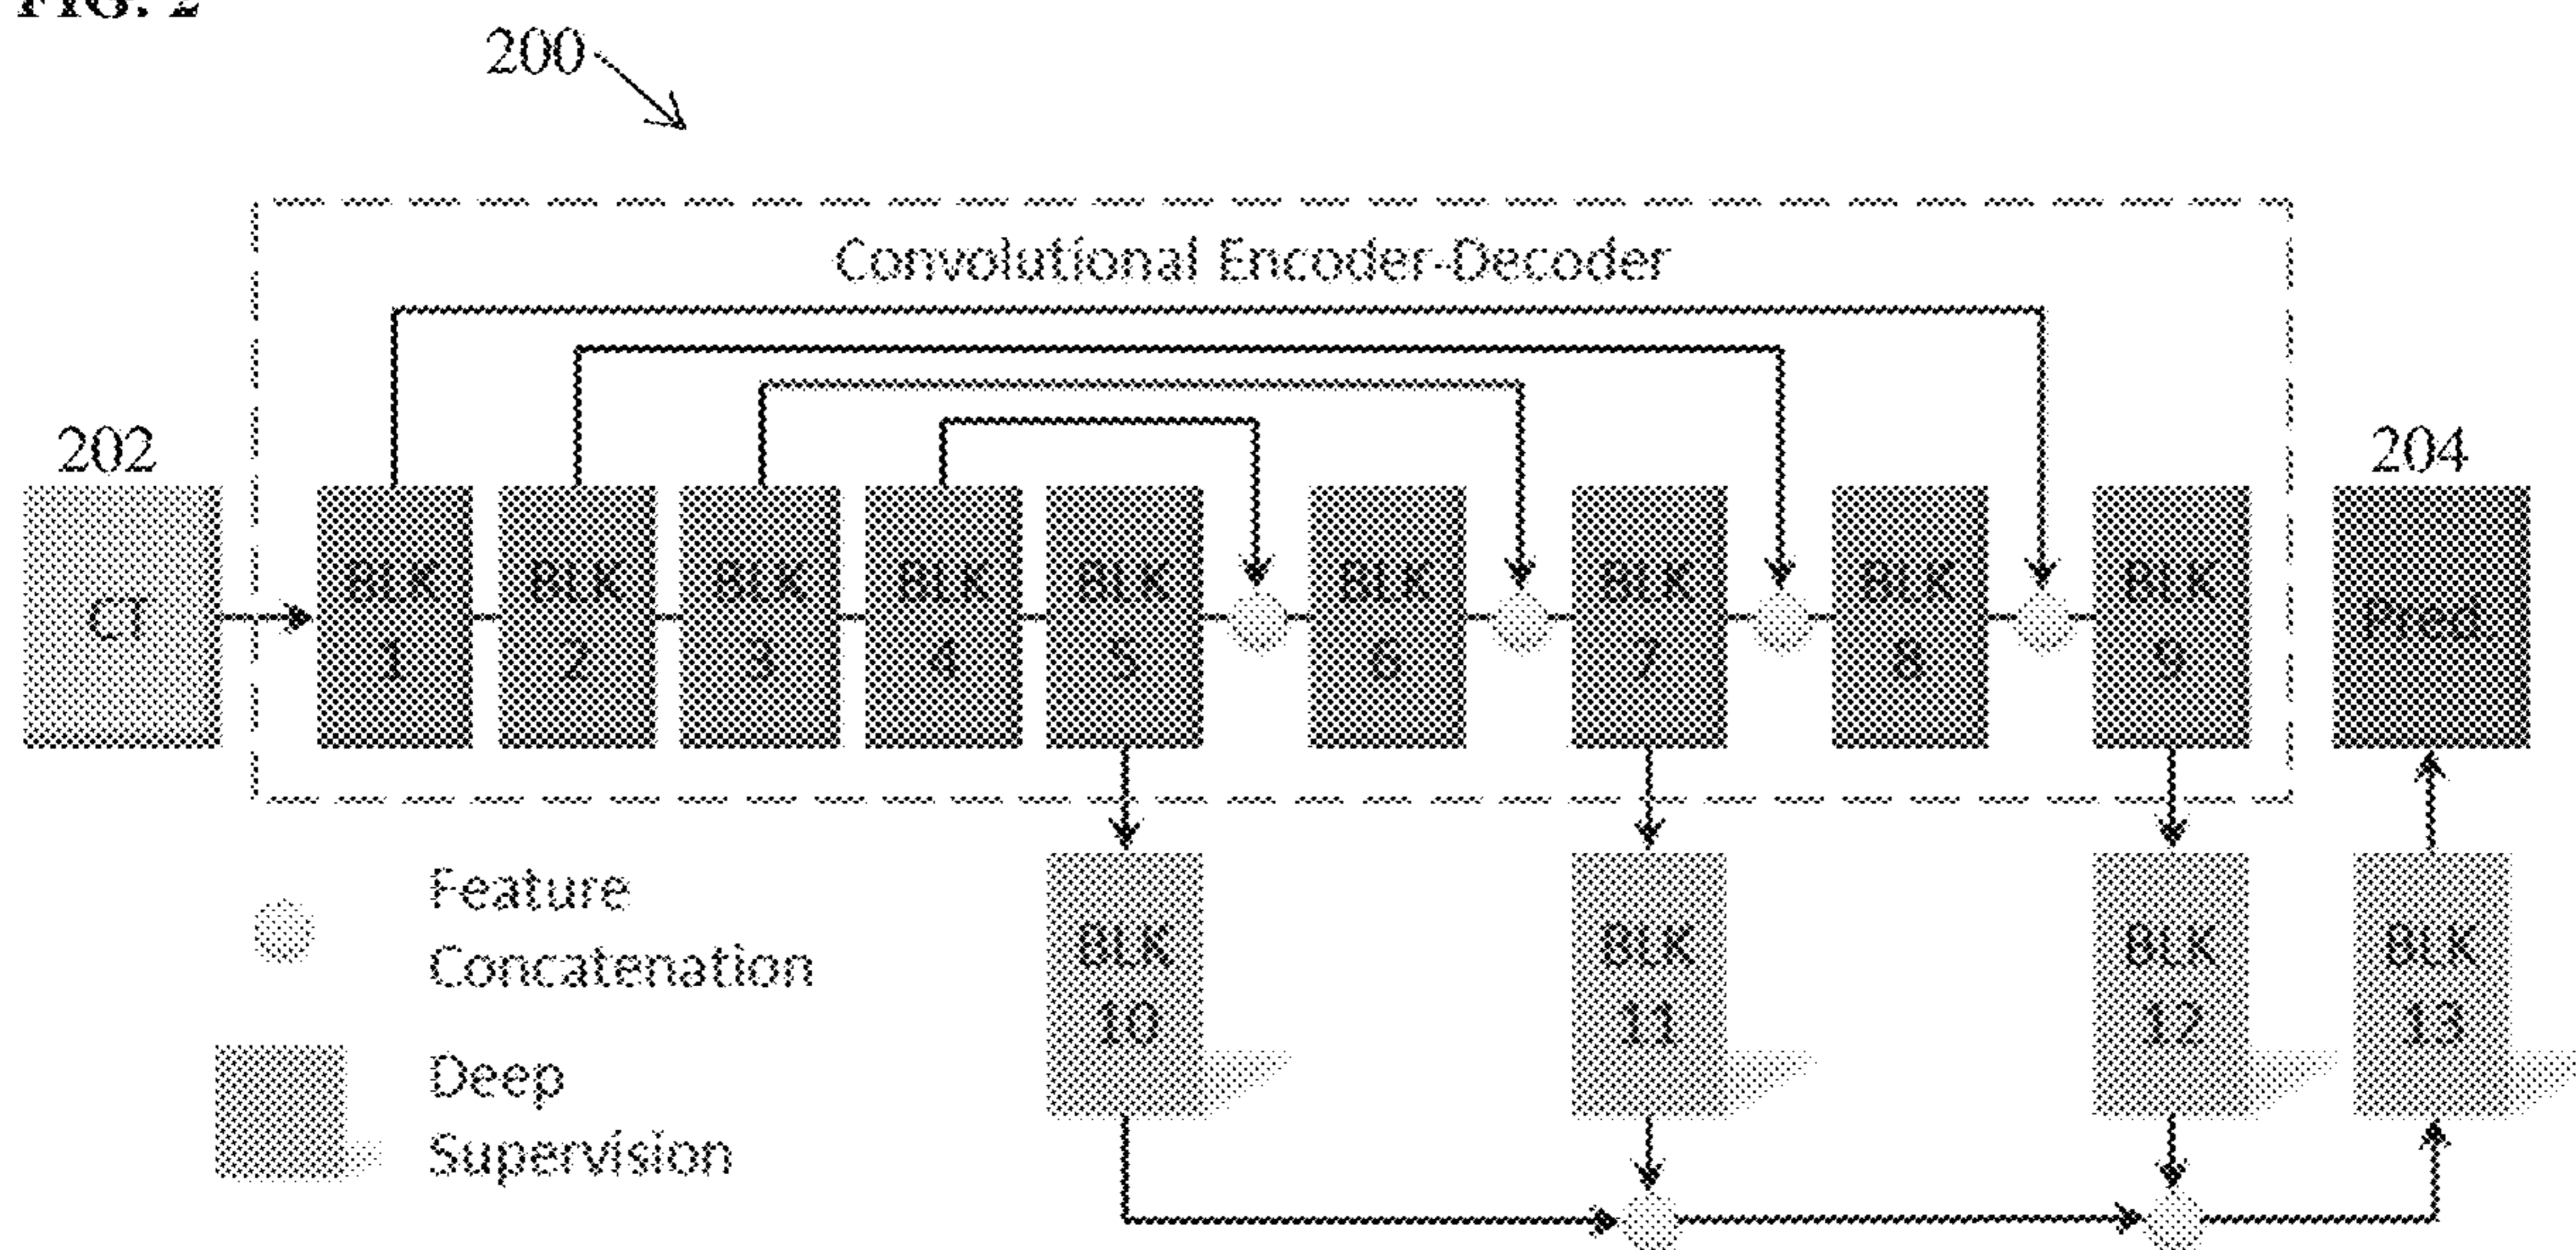 FIG. 2
200
Convolutional Encoder-Decoder
202
204
CT
BLK
1
BLK
2
BLK
3
BLK
4
BLK
5
BLK
6
BLK
7
BLK
8
BLK
9
Pred.
Feature
Concatenation
BLK
10
BLK
11
BLK
12
BLK
13
Deep
Supervision